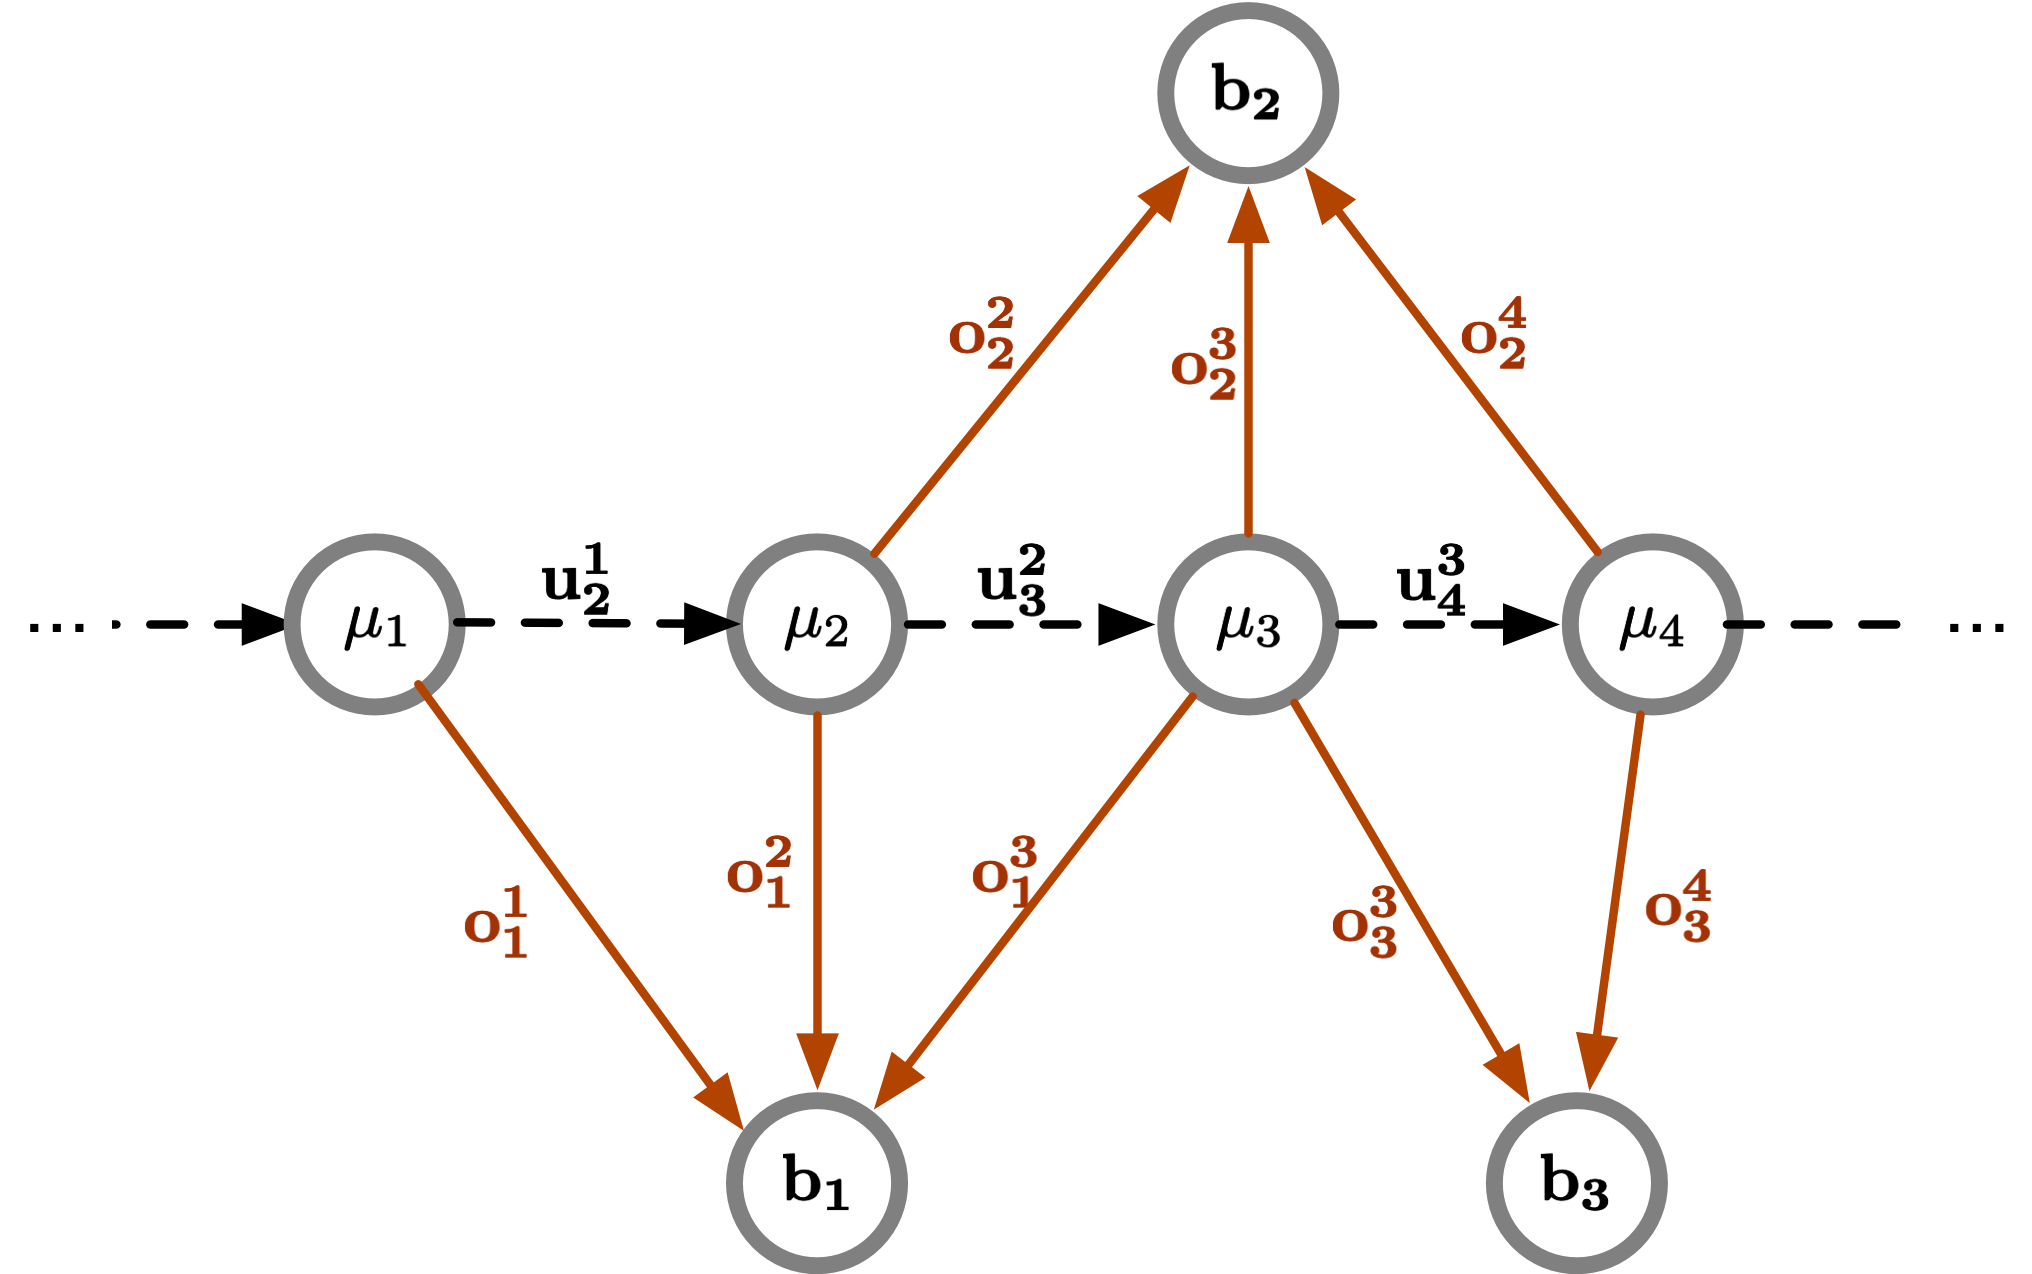 b₂
o₂²
o₂³
o₂⁴
u₂¹
u₃²
u₄³
... μ₁ μ₂ μ₃ μ₄ ...
o₁¹
o₁²
o₁³
o₃³
o₃⁴
b₁
b₃